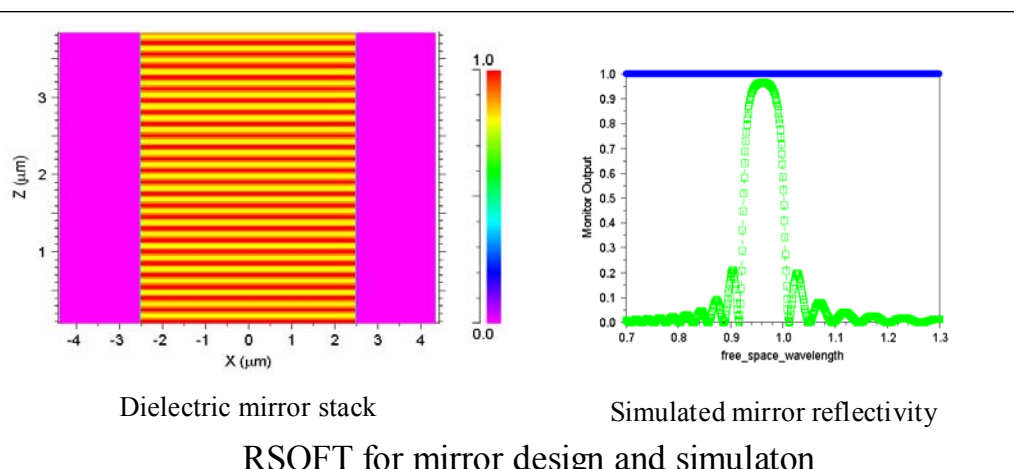 1.0
3
2
1
Z (μm)
-4 -3 -2 -1 0 1 2 3 4
X (μm)
0.0
1.0
0.9
0.8
0.7
0.6
0.5
0.4
0.3
0.2
0.1
0.0
Monitor Output
0.7 0.8 0.9 1.0 1.1 1.2 1.3
free_space_wavelength
Dielectric mirror stack
Simulated mirror reflectivity
RSOFT for mirror design and simulaton